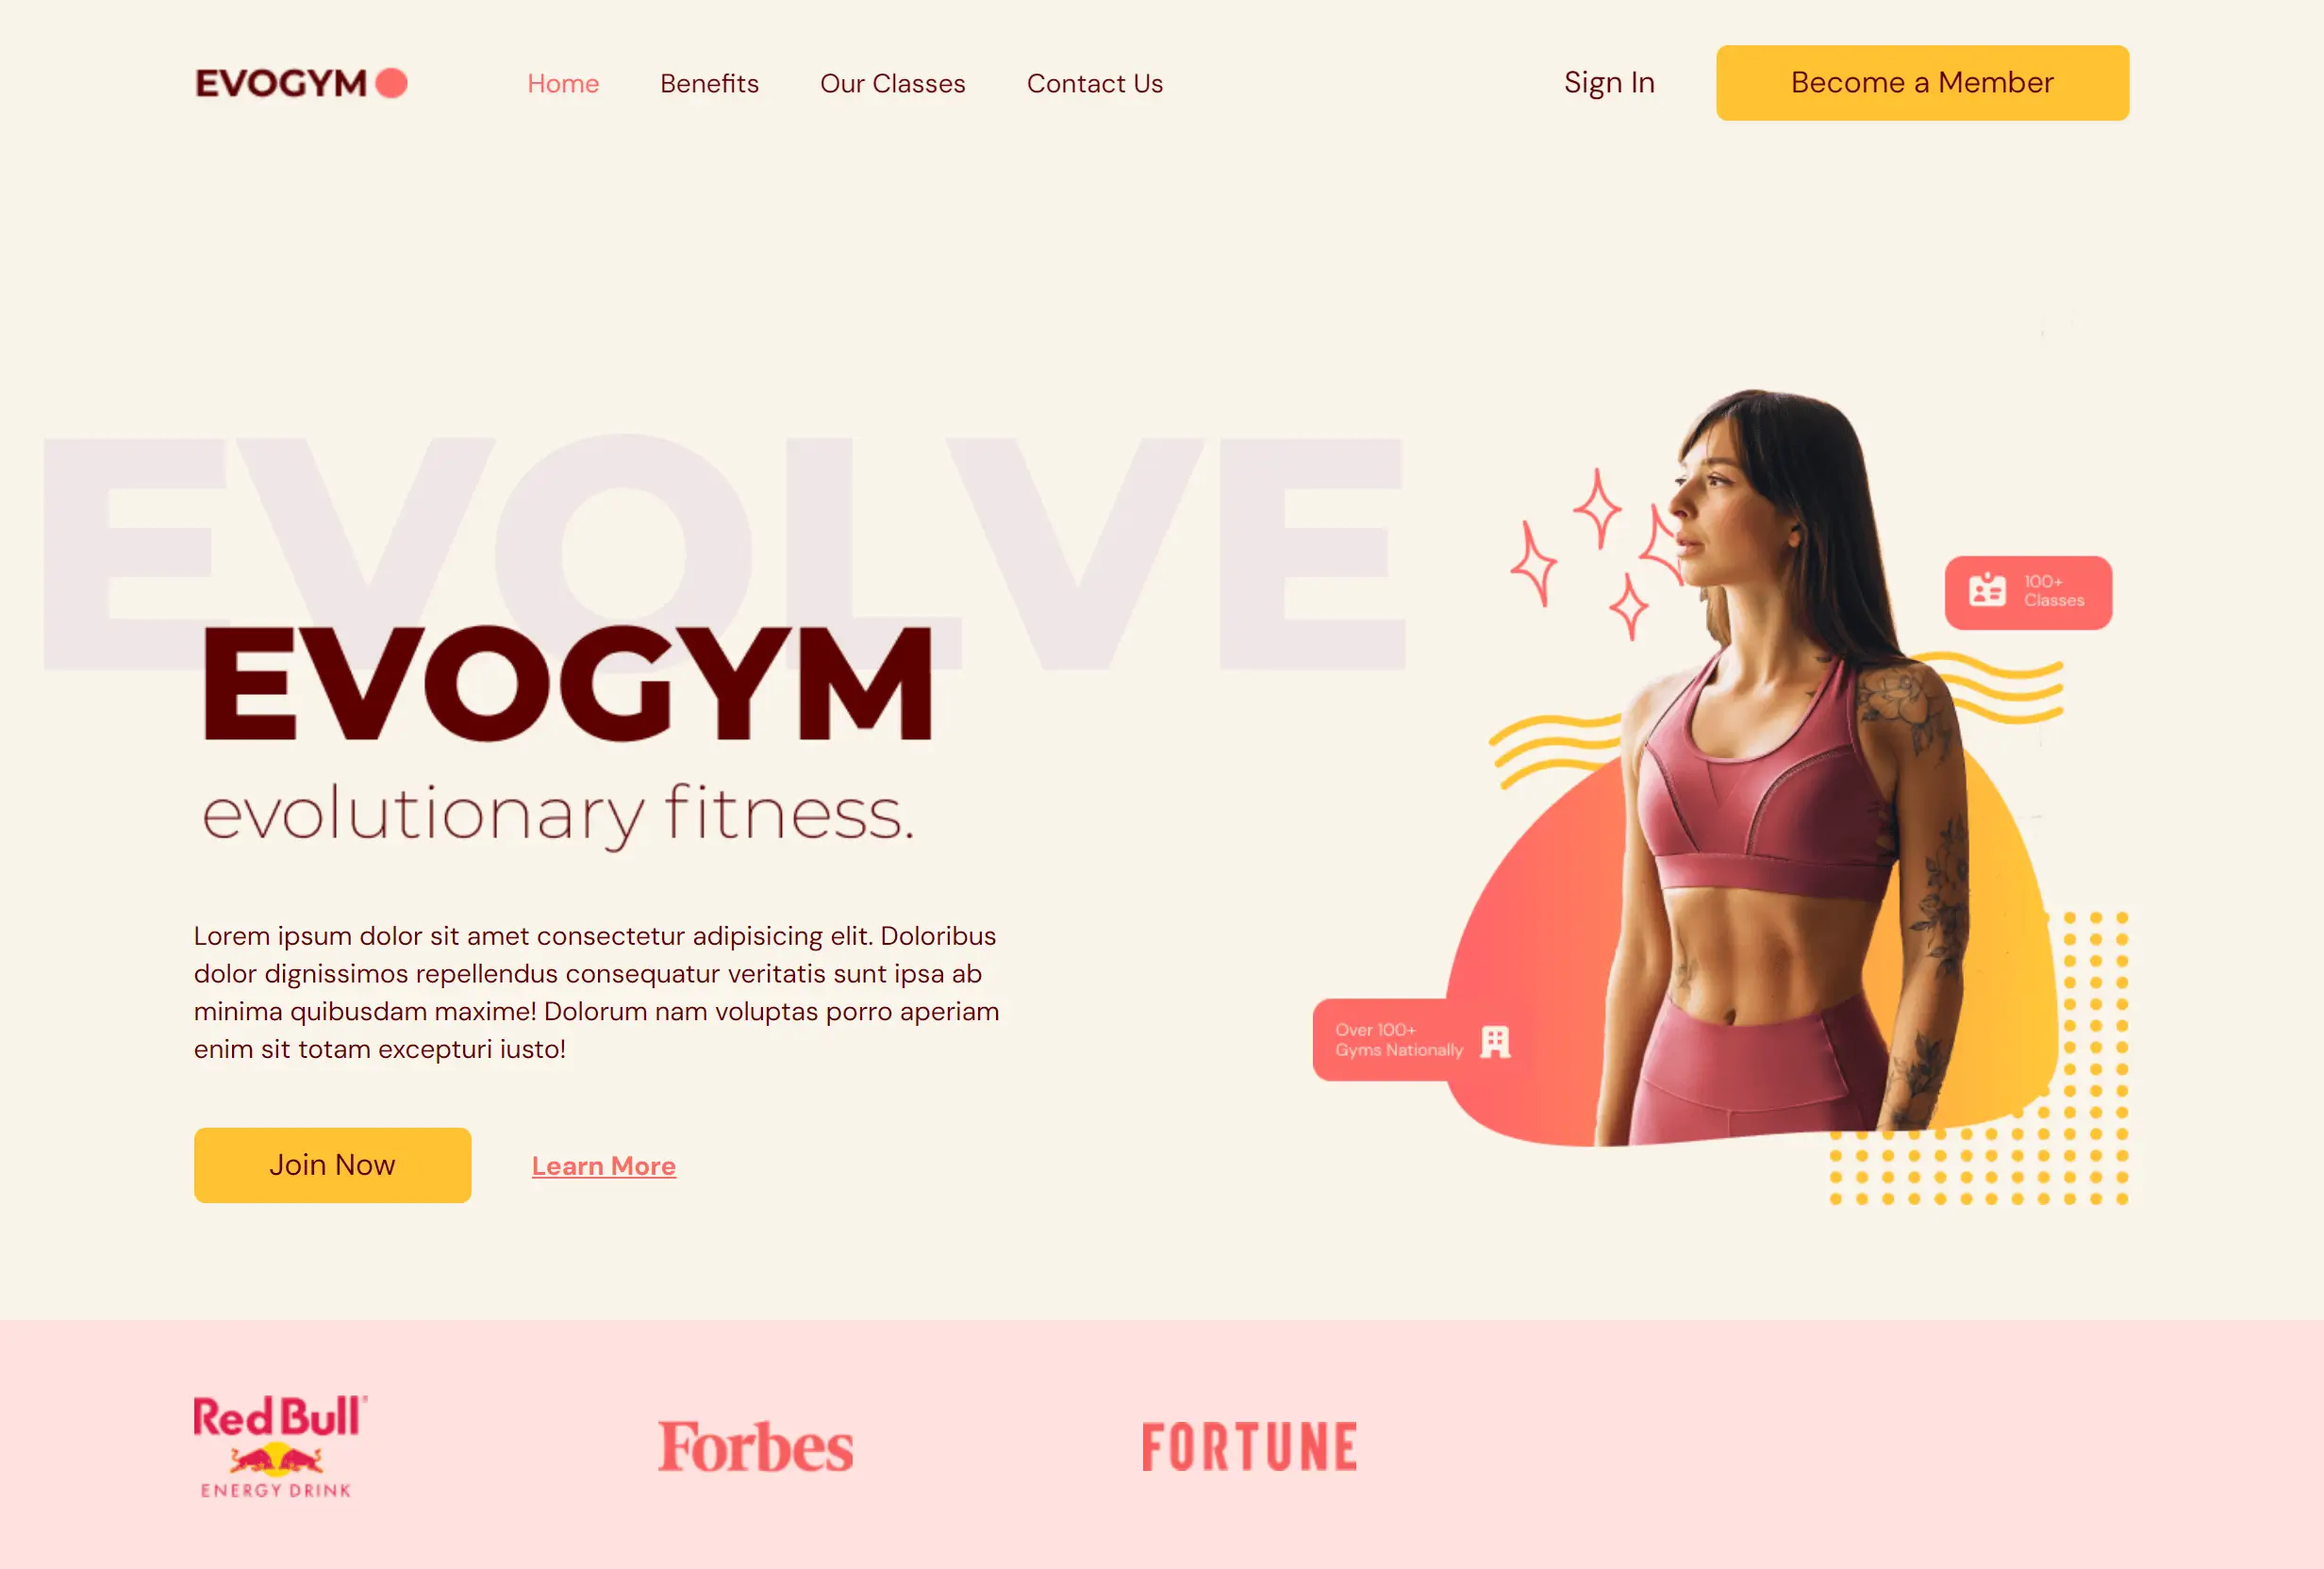 EVOGYM
Home
Benefits
Our Classes
Contact Us
Sign In
Become a Member
EVOLVE
EVOGYM
evolutionary fitness.
100+
Classes
Lorem ipsum dolor sit amet consectetur adipisicing elit. Doloribus
dolor dignissimos repellendus consequatur veritatis sunt ipsa ab
minima quibusdam maxime! Dolorum nam voluptas porro aperiam
enim sit totam excepturi iusto!
Over 100+
Gyms Nationally
Join Now
Learn More
Red Bull
ENERGY DRINK
Forbes
FORTUNE